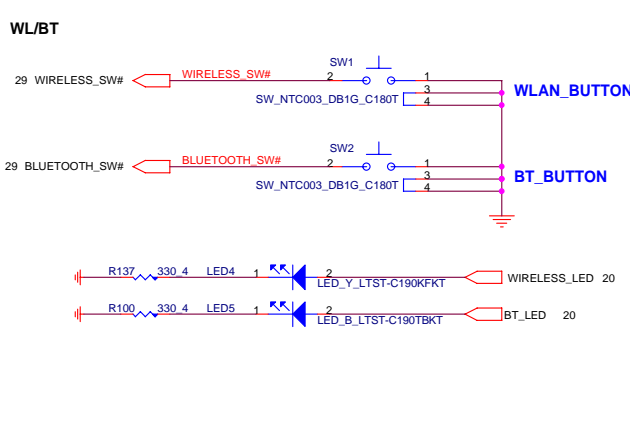 WL/BT
SW1
29 WIRELESS_SW# WIRELESS_SW# 2 1
3
SW_NTC003_DB1G_C180T 4
WLAN_BUTTON
SW2
29 BLUETOOTH_SW# BLUETOOTH_SW# 2 1
3
SW_NTC003_DB1G_C180T 4
BT_BUTTON
R137 330_4 LED4 1 2
LED_Y_LTST-C190KFKT
WIRELESS_LED 20
R100 330_4 LED5 1 2
LED_B_LTST-C190TBKT
BT_LED 20